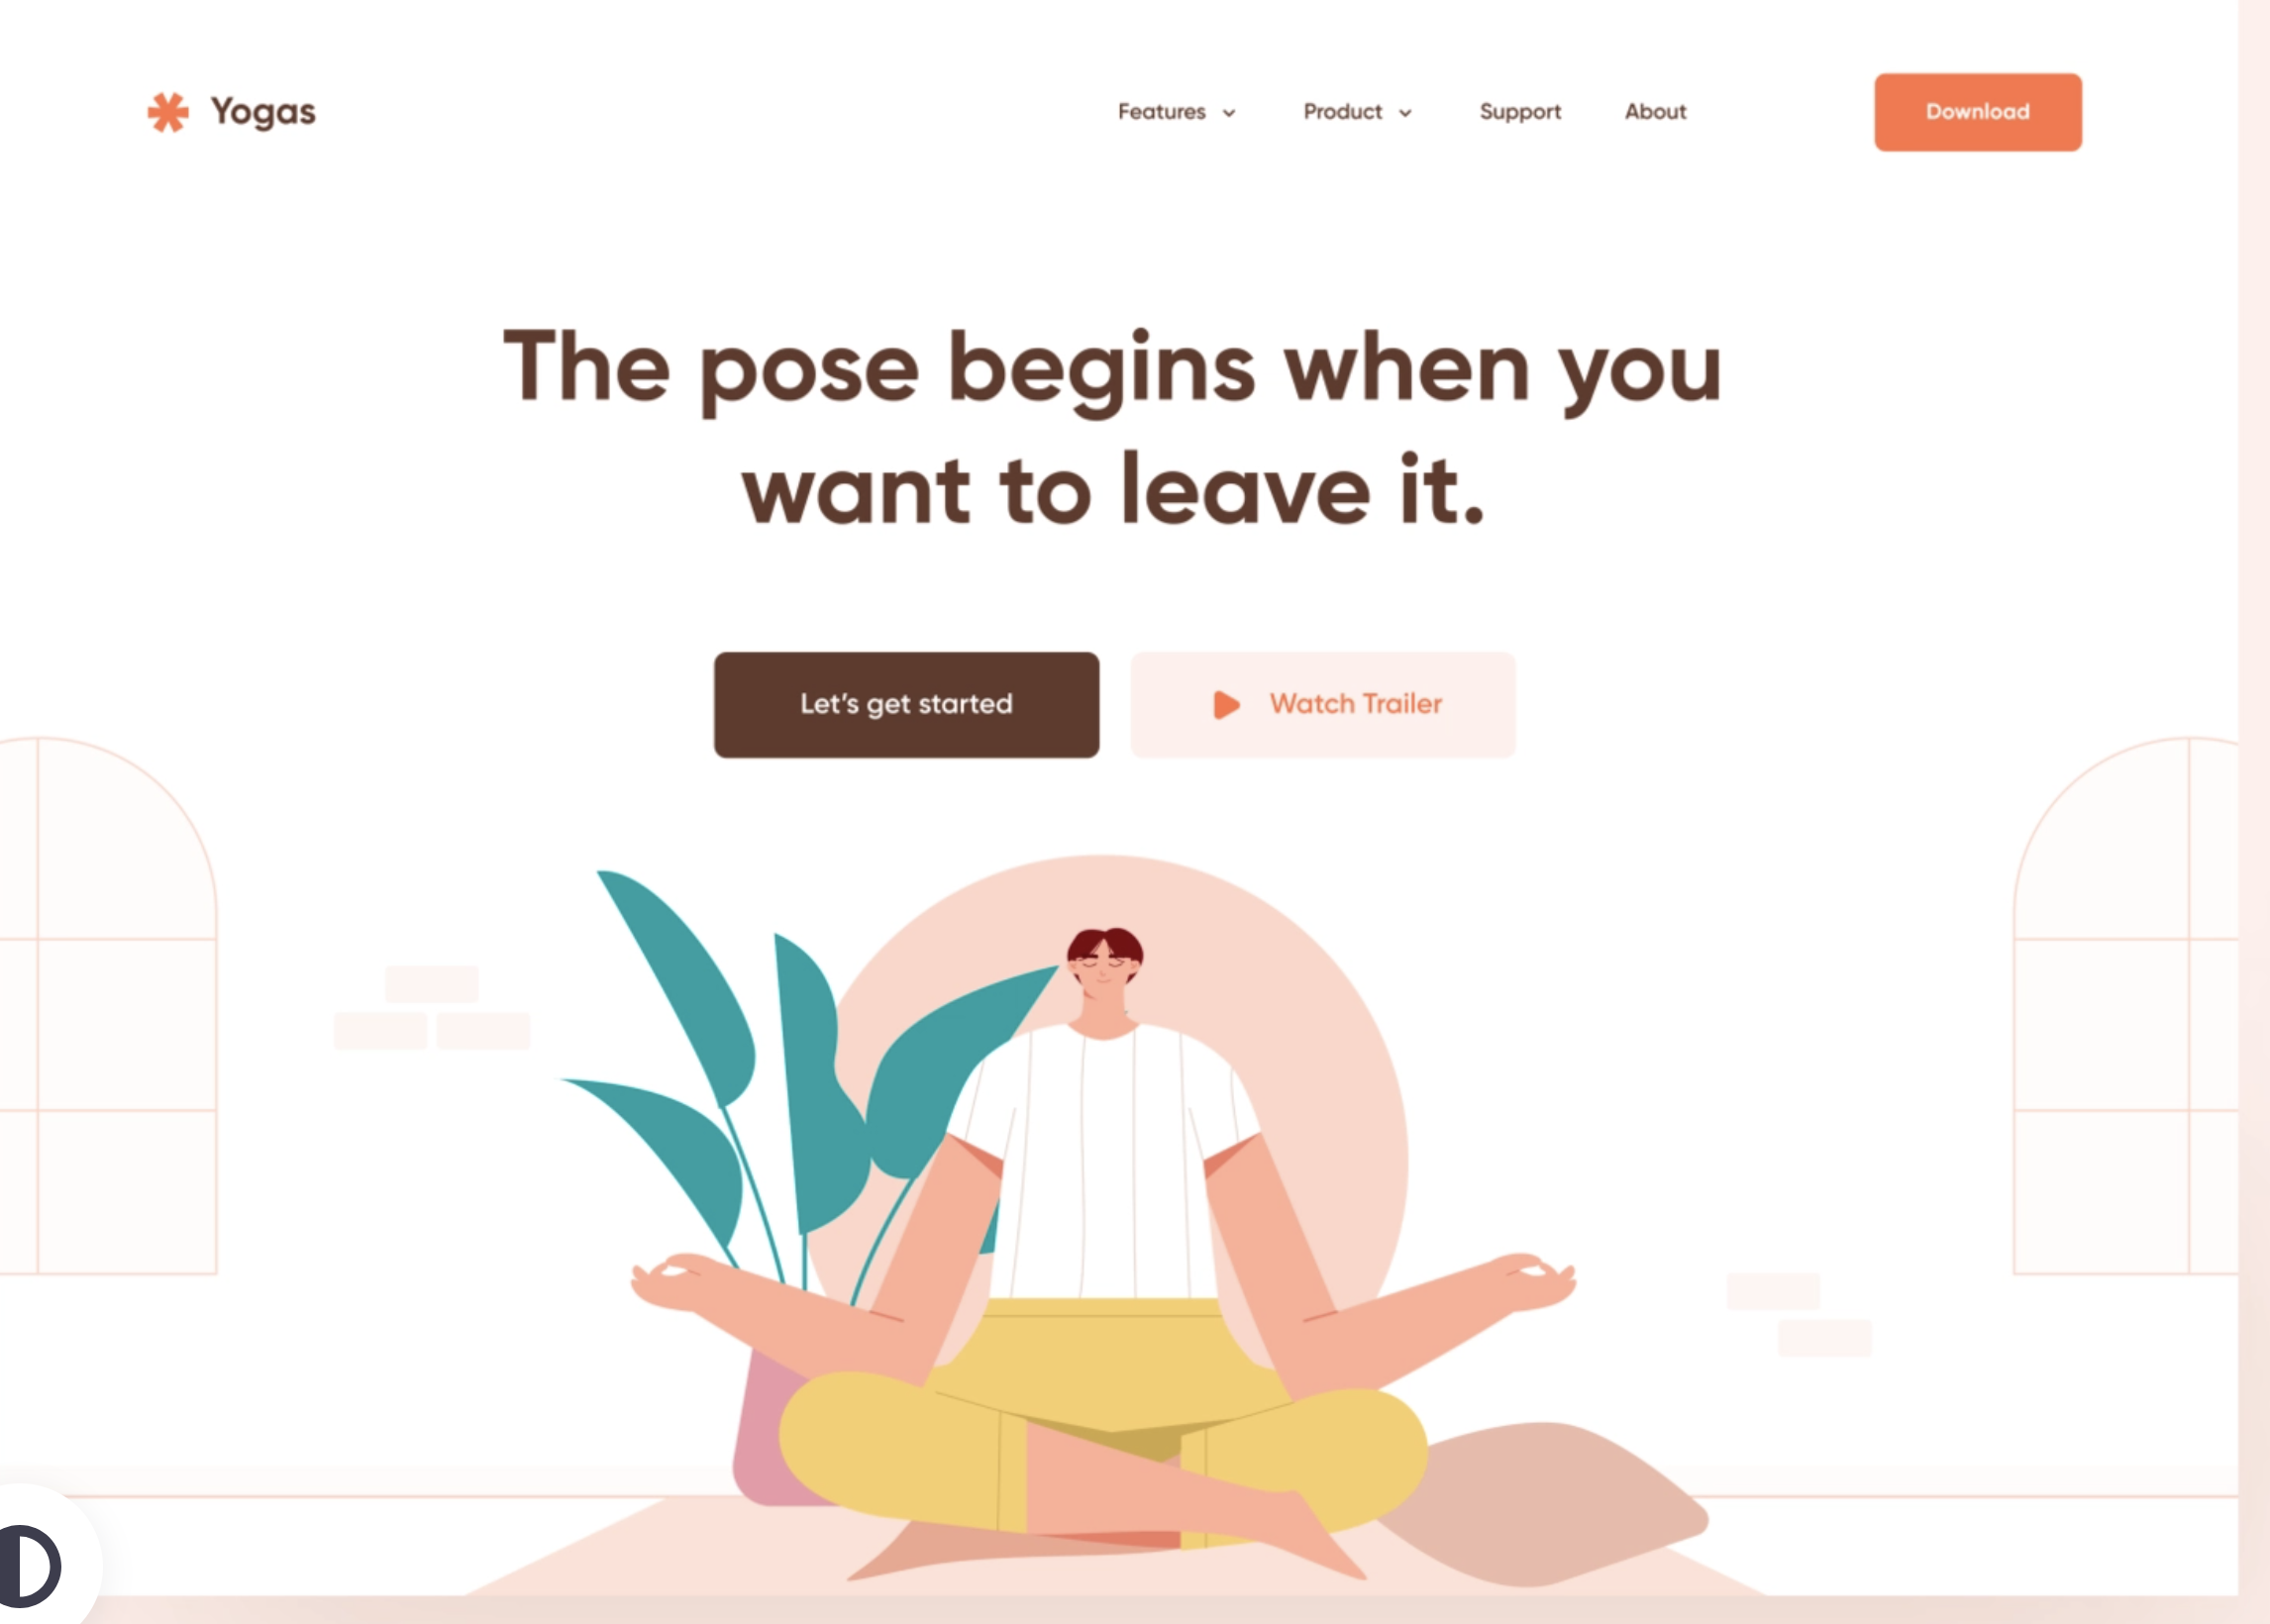 Yogas
Features
Product
Support
About
Download
The pose begins when you
want to leave it.
Let’s get started
Watch Trailer